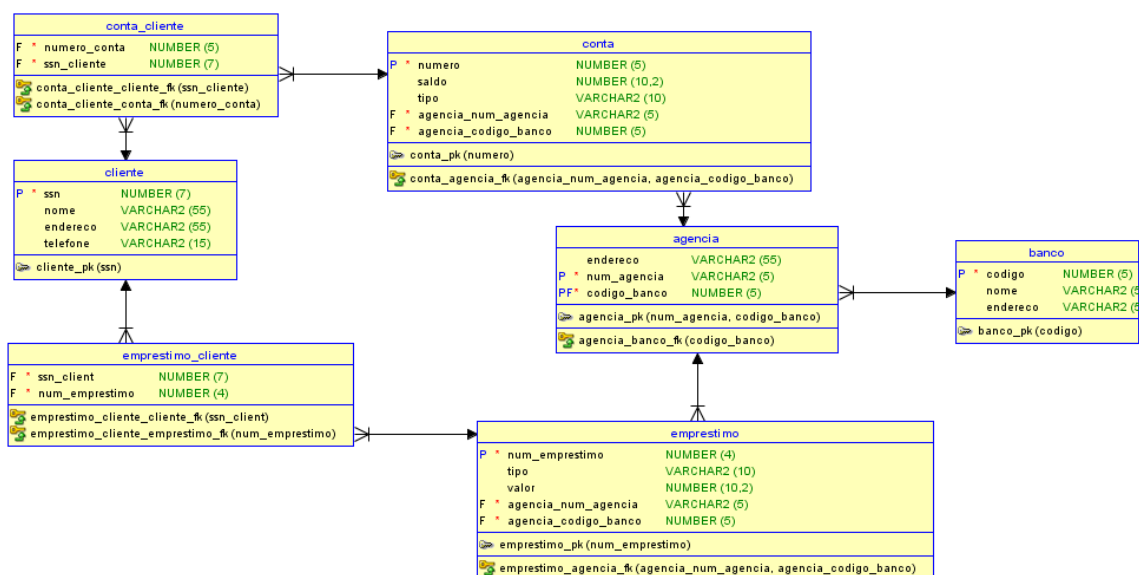 conta_cliente
F * numero_conta NUMBER (5)
F * ssn_cliente NUMBER (7)
conta_cliente_cliente_fk (ssn_cliente)
conta_cliente_conta_fk (numero_conta)
conta
P * numero NUMBER (5)
saldo NUMBER (10,2)
tipo VARCHAR2 (10)
F * agencia_num_agencia VARCHAR2 (5)
F * agencia_codigo_banco NUMBER (5)
conta_pk (numero)
conta_agencia_fk (agencia_num_agencia, agencia_codigo_banco)
cliente
P * ssn NUMBER (7)
nome VARCHAR2 (55)
endereco VARCHAR2 (55)
telefone VARCHAR2 (15)
cliente_pk (ssn)
agencia
endereco VARCHAR2 (55)
P * num_agencia VARCHAR2 (5)
PF* codigo_banco NUMBER (5)
agencia_pk (num_agencia, codigo_banco)
agencia_banco_fk (codigo_banco)
banco
P * codigo NUMBER (5)
nome VARCHAR2
endereco VARCHAR2
banco_pk (codigo)
emprestimo_cliente
F * ssn_client NUMBER (7)
F * num_emprestimo NUMBER (4)
emprestimo_cliente_cliente_fk (ssn_client)
emprestimo_cliente_emprestimo_fk (num_emprestimo)
emprestimo
P * num_emprestimo NUMBER (4)
tipo VARCHAR2 (10)
valor NUMBER (10,2)
F * agencia_num_agencia VARCHAR2 (5)
F * agencia_codigo_banco NUMBER (5)
emprestimo_pk (num_emprestimo)
emprestimo_agencia_fk (agencia_num_agencia, agencia_codigo_banco)